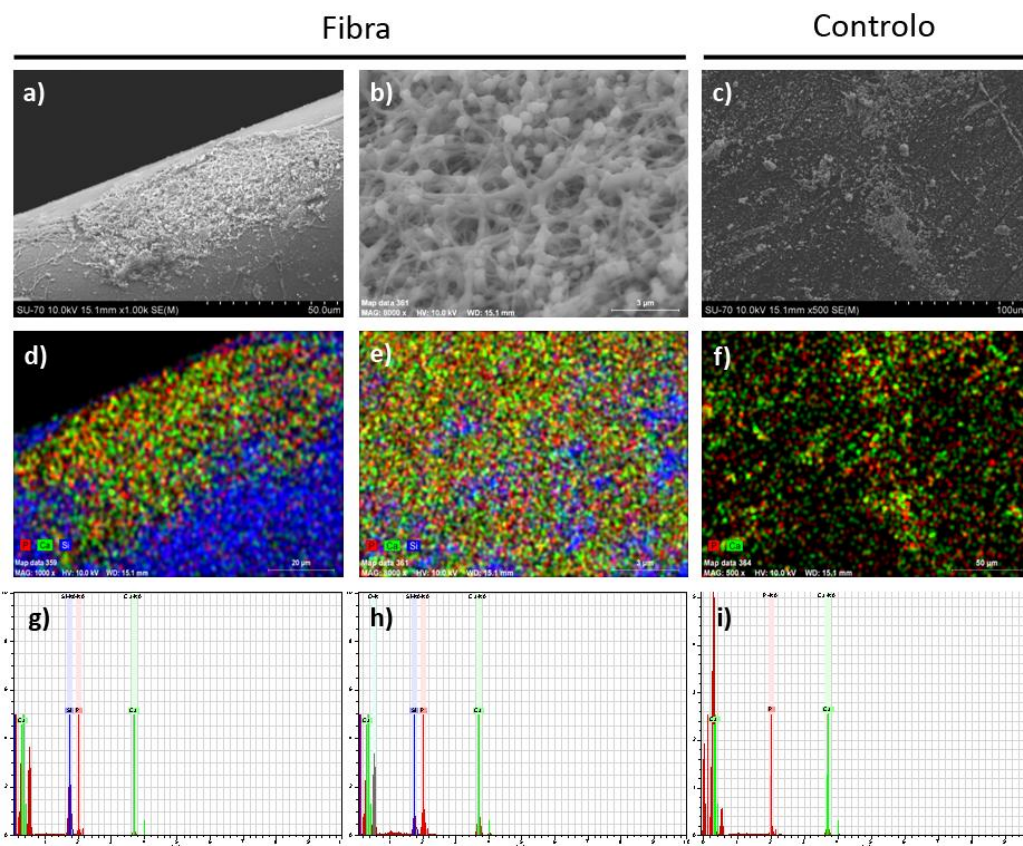 Fibra
Controlo
a)
b)
c)
SU-70 10.0kV 15.1mm x1.00k SE(M) 50.0um
Map data 361
MAG: 8000 x HV: 10.0 kV WD: 15.1 mm
3 µm
SU-70 10.0kV 15.1mm x500 SE(M) 100um
d)
e)
f)
P Ca Si
Map data 359
MAG: 1000 x HV: 10.0 kV WD: 15.1 mm
20 µm
P Ca Si
Map data 361
MAG: 8000 x HV: 10.0 kV WD: 15.1 mm
3 µm
P Ca
Map data 364
MAG: 500 x HV: 10.0 kV WD: 15.1 mm
50 µm
g)
h)
i)
Ca Si P Ca
Ca Si P Ca
Ca P Ca